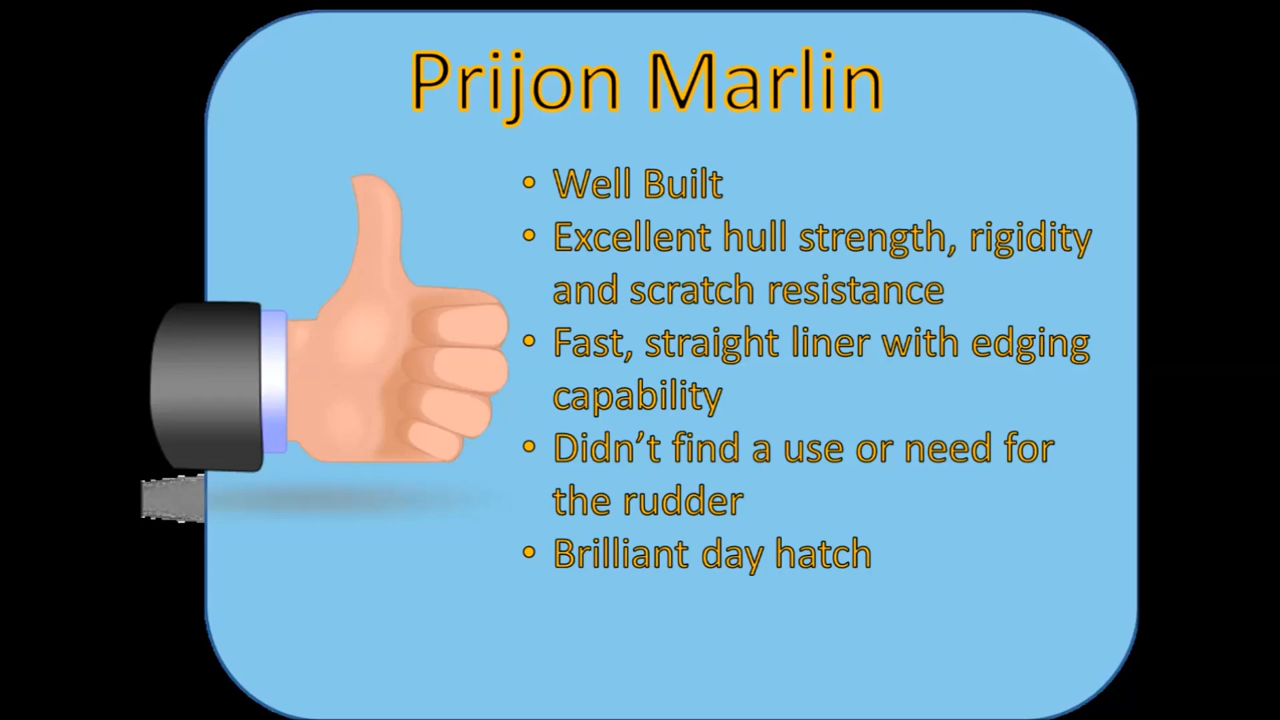 Prijon Marlin
• Well Built
• Excellent hull strength, rigidity
and scratch resistance
• Fast, straight liner with edging
capability
• Didn’t find a use or need for
the rudder
• Brilliant day hatch